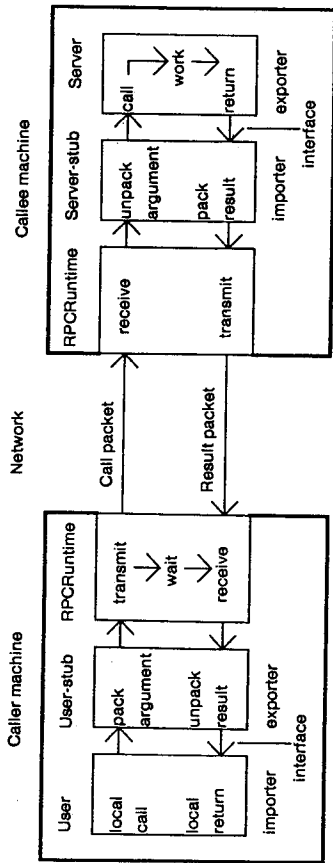 Caller machine
Network
Callee machine
User
User-stub
RPCRuntime
RPCRuntime
Server-stub
Server
local
call
pack
argument
transmit
wait
receive
Call packet
receive
unpack
argument
call
work
return
local
return
unpack
result
Result packet
transmit
pack
result
importer
exporter
interface
importer
exporter
interface